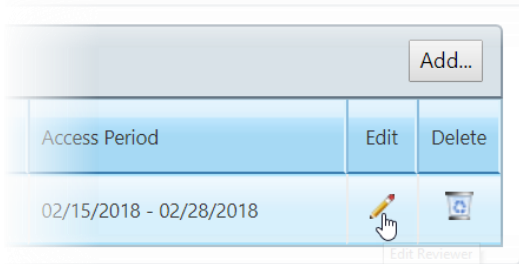 Add...
Access Period Edit Delete
02/15/2018 - 02/28/2018
Edit Reviewer